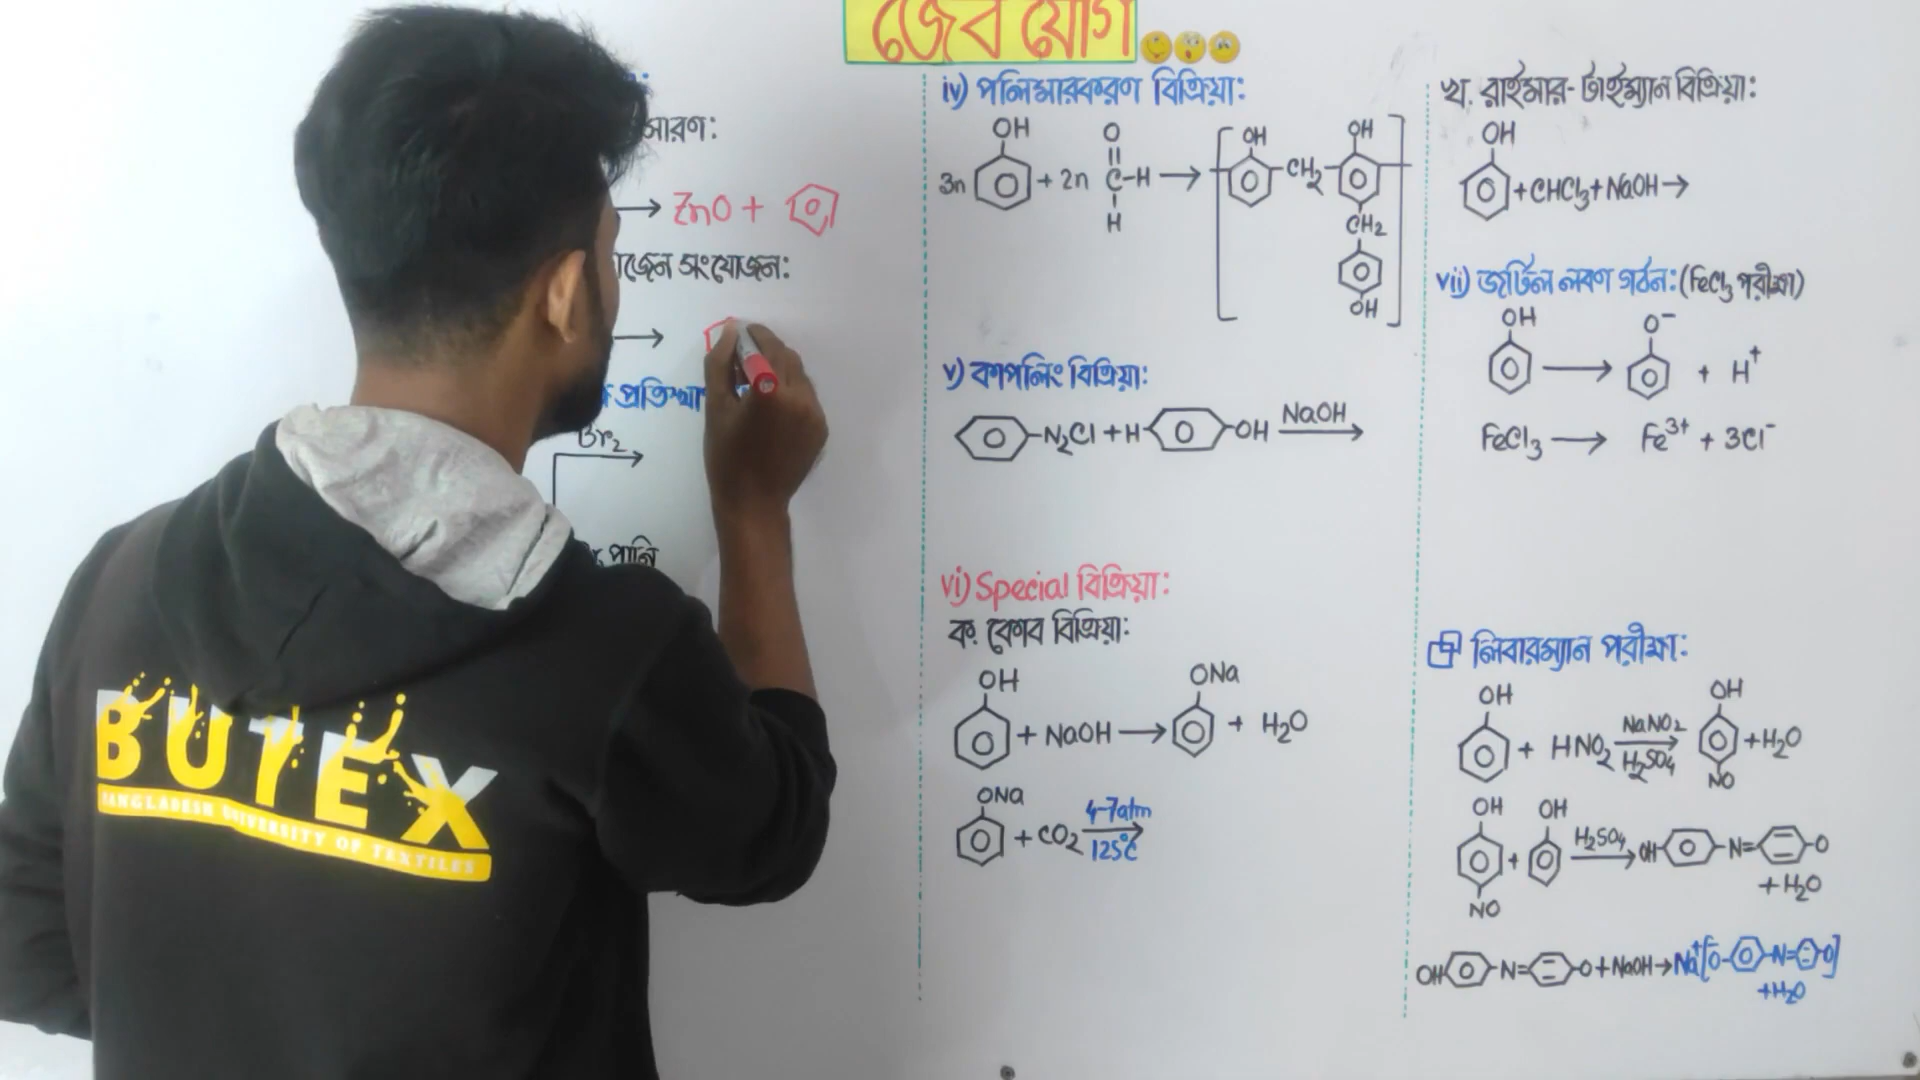 জৈব যৌগ
মারণ:
→ ZnO +
জেন সংযোজন:
→
প্রতিস্থা
Br₂
পানি
iv) পলিমারকরণ বিক্রিয়া:
OH O OH OH
3n + 2n C-H → CH₂
H CH₂
OH
v) কাপলিং বিক্রিয়া:
N₂Cl + H OH NaOH →
vi) Special বিক্রিয়া:
ক. কোব বিক্রিয়া:
OH ONa
+ NaOH → + H₂O
ONa
+ CO₂ 4-7atm →
125°C
খ. রাইমার-টাইম্যান বিক্রিয়া:
OH
+ CHCl₃ + NaOH →
vii) জটিল লবণ গঠন: (FeCl₃ পরীক্ষা)
OH O⁻
→ + H⁺
FeCl₃ → Fe³⁺ + 3Cl⁻
লিবারম্যান পরীক্ষা:
OH NaNO₂ OH
+ HNO₂ → + H₂O
H₂SO₄ NO
OH OH
+ H₂SO₄ → OH N= =O
NO + H₂O
OH -N= =O + NaOH → Na⁺[O⁻- -N= =O]
+H₂O
BUTEX
BANGLADESH UNIVERSITY OF TEXTILES